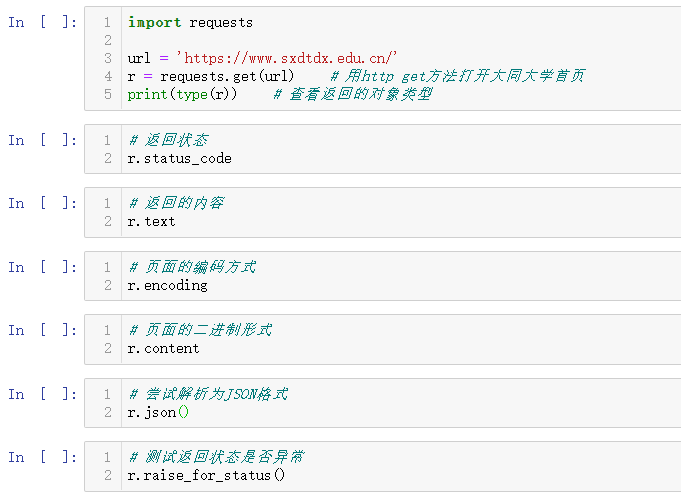 In [ ]: 1 import requests
2
3 url = 'https://www.sxdtdx.edu.cn/'
4 r = requests.get(url)    # 用http get方法打开大同大学首页
5 print(type(r))    # 查看返回的对象类型
In [ ]: 1 # 返回状态
2 r.status_code
In [ ]: 1 # 返回的内容
2 r.text
In [ ]: 1 # 页面的编码方式
2 r.encoding
In [ ]: 1 # 页面的二进制形式
2 r.content
In [ ]: 1 # 尝试解析为JSON格式
2 r.json()
In [ ]: 1 # 测试返回状态是否异常
2 r.raise_for_status()